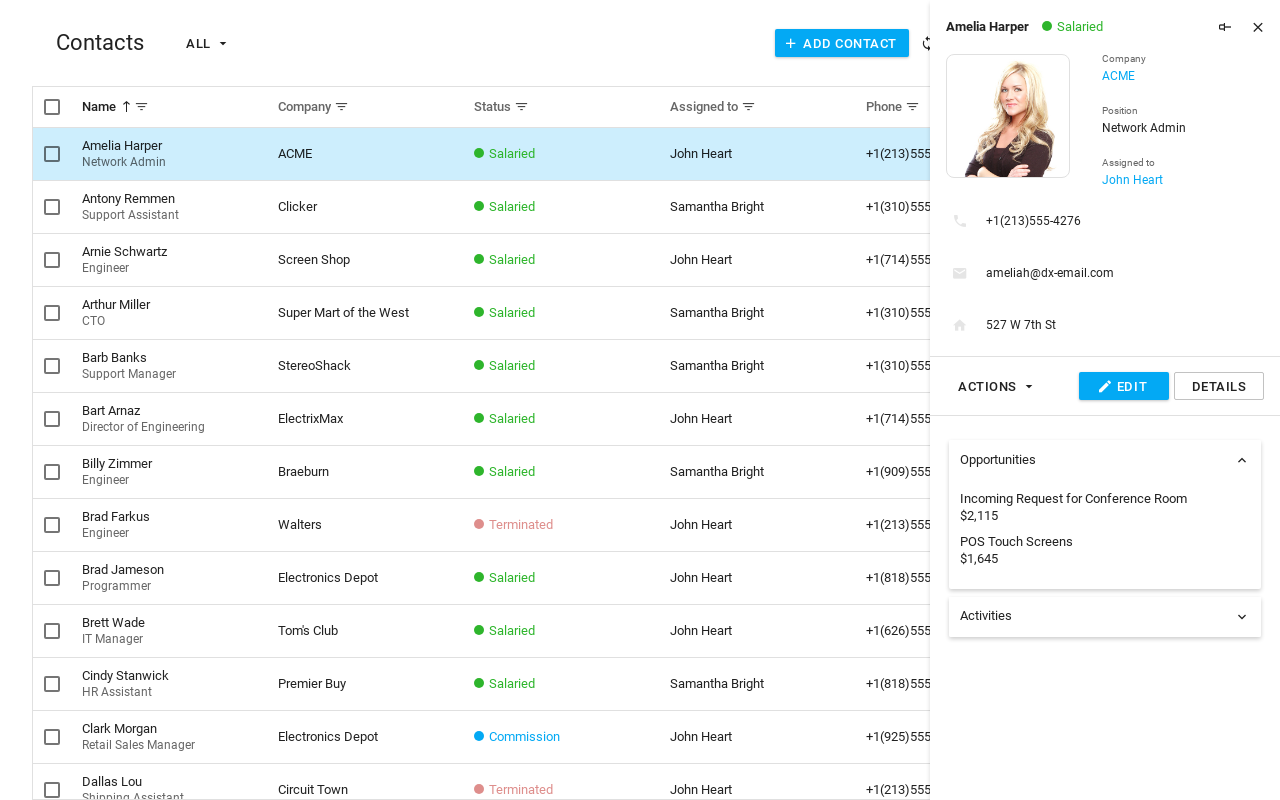 Contacts
ALL
ADD CONTACT
Name
Company
Status
Assigned to
Phone
Amelia Harper
Network Admin
ACME
Salaried
John Heart
+1(213)555
Antony Remmen
Support Assistant
Clicker
Salaried
Samantha Bright
+1(310)555
Arnie Schwartz
Engineer
Screen Shop
Salaried
John Heart
+1(714)555
Arthur Miller
CTO
Super Mart of the West
Salaried
Samantha Bright
+1(310)555
Barb Banks
Support Manager
StereoShack
Salaried
Samantha Bright
+1(310)555
Bart Arnaz
Director of Engineering
ElectrixMax
Salaried
John Heart
+1(714)555
Billy Zimmer
Engineer
Braeburn
Salaried
Samantha Bright
+1(909)555
Brad Farkus
Engineer
Walters
Terminated
John Heart
+1(213)555
Brad Jameson
Programmer
Electronics Depot
Salaried
John Heart
+1(818)555
Brett Wade
IT Manager
Tom's Club
Salaried
John Heart
+1(626)555
Cindy Stanwick
HR Assistant
Premier Buy
Salaried
Samantha Bright
+1(818)555
Clark Morgan
Retail Sales Manager
Electronics Depot
Commission
John Heart
+1(925)555
Dallas Lou
Shipping Assistant
Circuit Town
Terminated
John Heart
+1(213)555
Amelia Harper
Salaried
Company
ACME
Position
Network Admin
Assigned to
John Heart
+1(213)555-4276
ameliah@dx-email.com
527 W 7th St
ACTIONS
EDIT
DETAILS
Opportunities
Incoming Request for Conference Room
$2,115
POS Touch Screens
$1,645
Activities